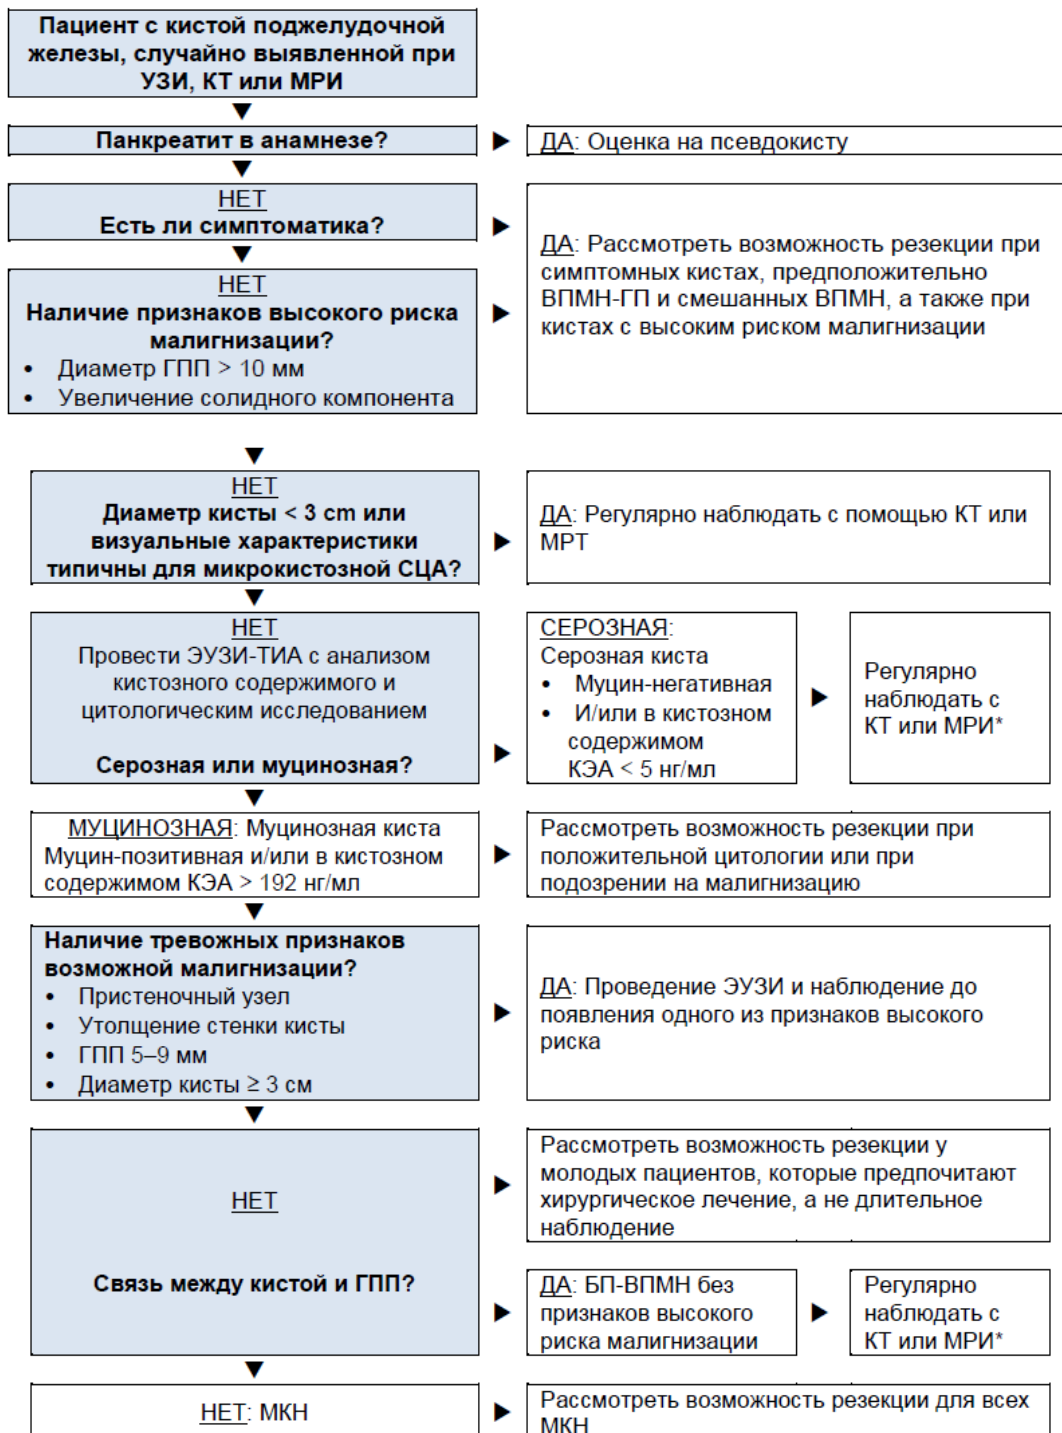 Пациент с кистой поджелудочной
железы, случайно выявленной при
УЗИ, КТ или МРИ
Панкреатит в анамнезе?
ДА: Оценка на псевдокисту
НЕТ
Есть ли симптоматика?
НЕТ
Наличие признаков высокого риска
малигнизации?
• Диаметр ГПП > 10 мм
• Увеличение солидного компонента
ДА: Рассмотреть возможность резекции при
симптомных кистах, предположительно
ВПМН-ГП и смешанных ВПМН, а также при
кистах с высоким риском малигнизации
НЕТ
Диаметр кисты < 3 cm или
визуальные характеристики
типичны для микрокистозной СЦА?
ДА: Регулярно наблюдать с помощью КТ или
МРТ
НЕТ
Провести ЭУЗИ-ТИА с анализом
кистозного содержимого и
цитологическим исследованием
Серозная или муцинозная?
СЕРОЗНАЯ:
Серозная киста
• Муцин-негативная
• И/или в кистозном
содержимом
КЭА < 5 нг/мл
Регулярно
наблюдать с
КТ или МРИ*
МУЦИНОЗНАЯ: Муцинозная киста
Муцин-позитивная и/или в кистозном
содержимом КЭА > 192 нг/мл
Рассмотреть возможность резекции при
положительной цитологии или при
подозрении на малигнизацию
Наличие тревожных признаков
возможной малигнизации?
• Пристеночный узел
• Утолщение стенки кисты
• ГПП 5–9 мм
• Диаметр кисты ≥ 3 см
ДА: Проведение ЭУЗИ и наблюдение до
появления одного из признаков высокого
риска
НЕТ
Связь между кистой и ГПП?
Рассмотреть возможность резекции у
молодых пациентов, которые предпочитают
хирургическое лечение, а не длительное
наблюдение
ДА: БП-ВПМН без
признаков высокого
риска малигнизации
Регулярно
наблюдать с
КТ или МРИ*
НЕТ: МКН
Рассмотреть возможность резекции для всех
МКН